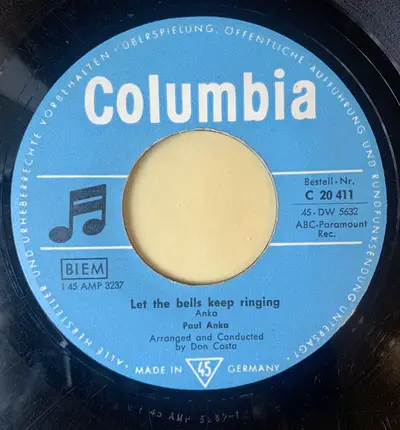 · ALLE HERSTELLER UND URHEBERRECHTE VORBEHALTEN · ÜBERSPIELUNG, ÖFFENTLICHE AUFFÜHRUNG UND RUNDFUNKSENDUNG UNTERSAGT ·
Columbia
Bestell-Nr.
C 20 411
45-DW 5632
ABC-Paramount
Rec.
BIEM
I 45 AMP 3237
Let the bells keep ringing
Anka
Paul Anka
Arranged and Conducted
by Don Costa
MADE IN 45 GERMANY